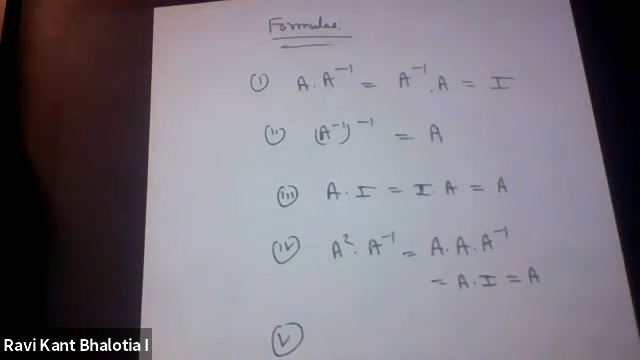 Formulae:
(i) A.A⁻¹ = A⁻¹.A = I
(ii) (A⁻¹)⁻¹ = A
(iii) A.I = I.A = A
(iv) A².A⁻¹ = A.A.A⁻¹
= A.I = A
(v)
Ravi Kant Bhalotia I